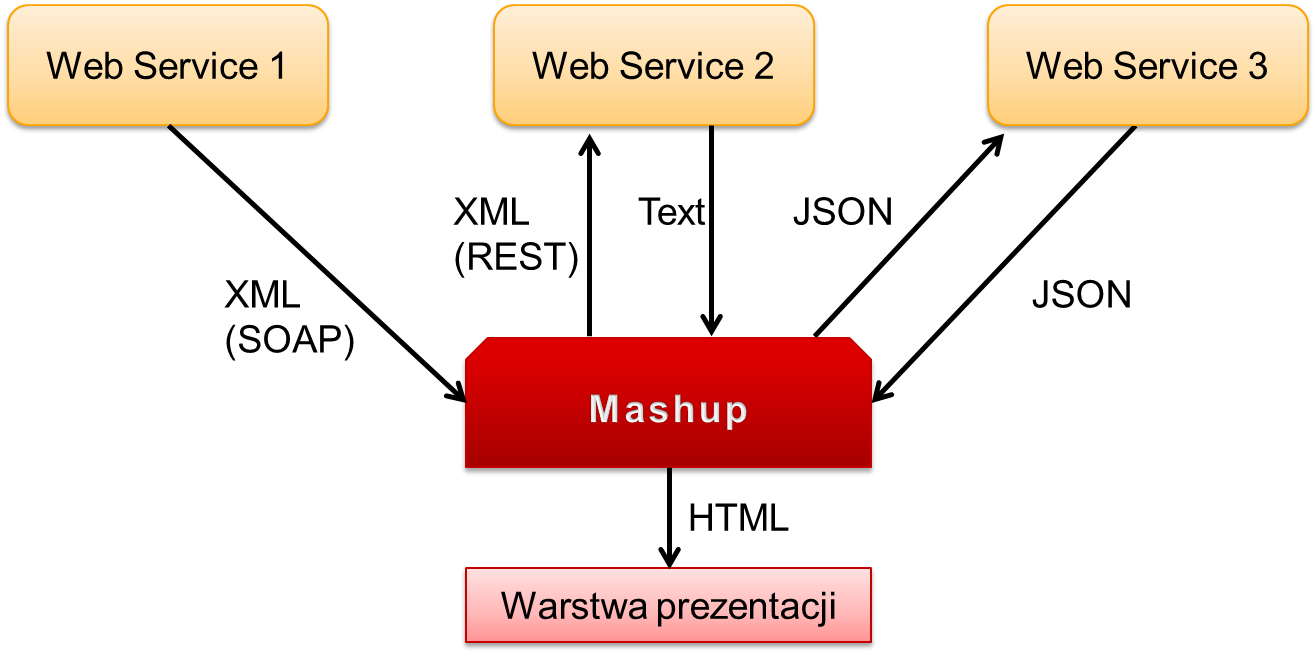 Web Service 1
Web Service 2
Web Service 3
XML
(REST)
Text
JSON
XML
(SOAP)
JSON
Mashup
HTML
Warstwa prezentacji